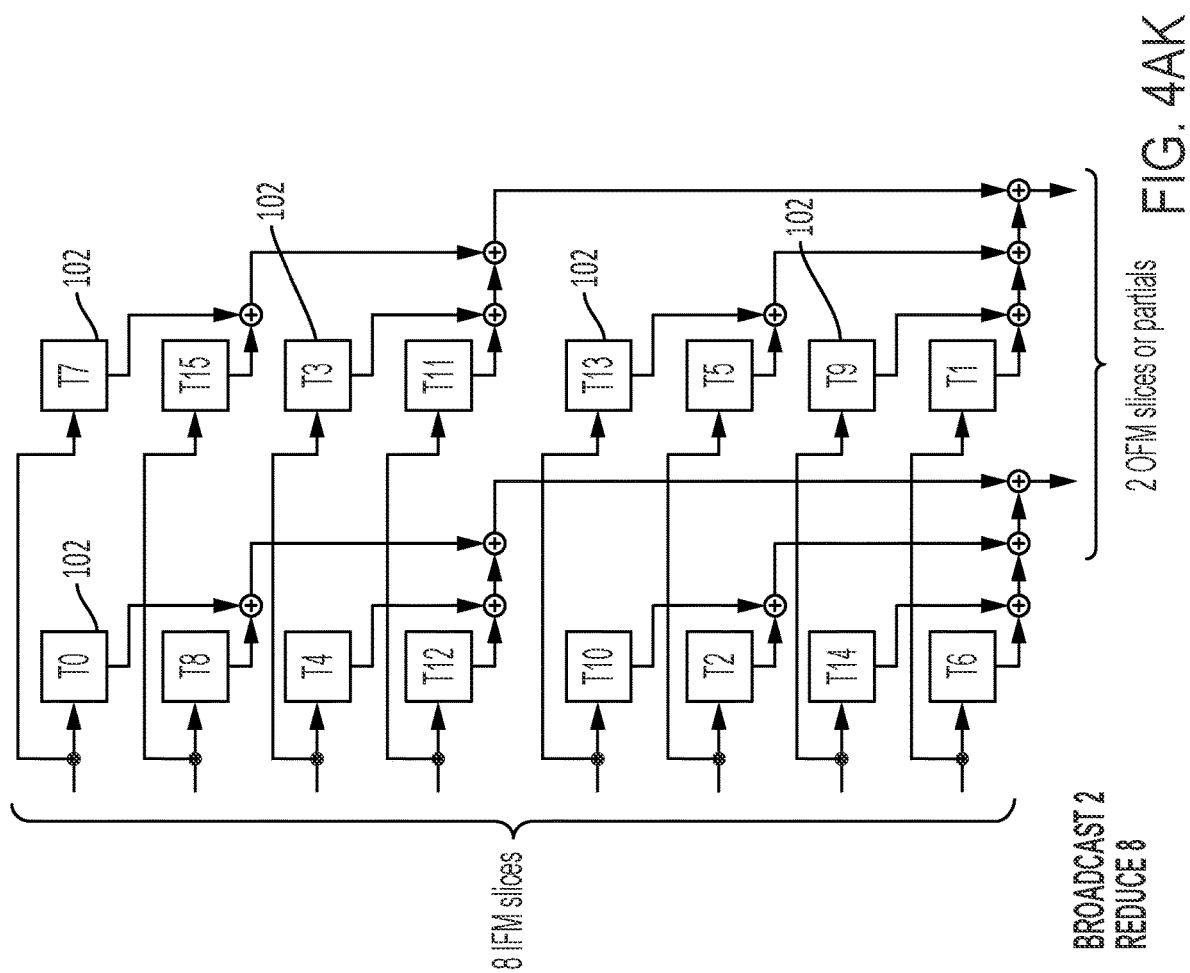 8 IFM slices
T0
102
T7
102
T8
T15
T4
T3
102
T12
T11
T10
T13
102
T2
T5
T14
T9
102
T6
T1
2 OFM slices or partials
BROADCAST 2
REDUCE 8
FIG. 4AK